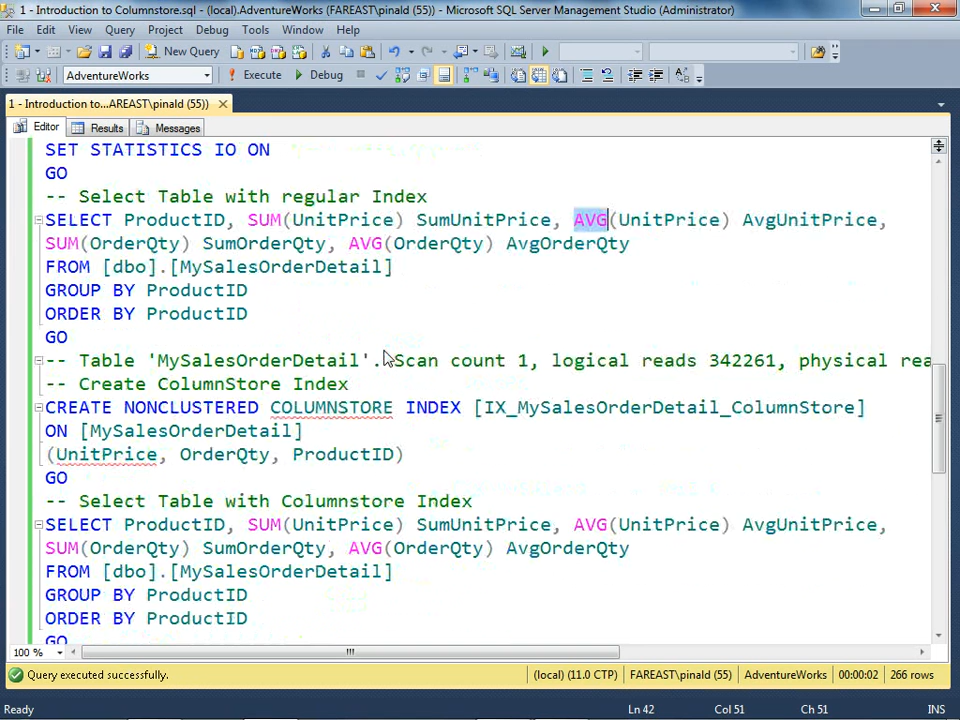 1 - Introduction to Columnstore.sql - (local).AdventureWorks (FAREAST\pinald (55)) - Microsoft SQL Server Management Studio (Administrator)
File Edit View Query Project Debug Tools Window Help
New Query
AdventureWorks Execute Debug
1 - Introduction to...AREAST\pinald (55)) ×
Editor Results Messages
SET STATISTICS IO ON
GO
-- Select Table with regular Index
SELECT ProductID, SUM(UnitPrice) SumUnitPrice, AVG(UnitPrice) AvgUnitPrice,
SUM(OrderQty) SumOrderQty, AVG(OrderQty) AvgOrderQty
FROM [dbo].[MySalesOrderDetail]
GROUP BY ProductID
ORDER BY ProductID
GO
-- Table 'MySalesOrderDetail'. Scan count 1, logical reads 342261, physical rea
-- Create ColumnStore Index
CREATE NONCLUSTERED COLUMNSTORE INDEX [IX_MySalesOrderDetail_ColumnStore]
ON [MySalesOrderDetail]
(UnitPrice, OrderQty, ProductID)
GO
-- Select Table with Columnstore Index
SELECT ProductID, SUM(UnitPrice) SumUnitPrice, AVG(UnitPrice) AvgUnitPrice,
SUM(OrderQty) SumOrderQty, AVG(OrderQty) AvgOrderQty
FROM [dbo].[MySalesOrderDetail]
GROUP BY ProductID
ORDER BY ProductID
GO
100 %
Query executed successfully. (local) (11.0 CTP) FAREAST\pinald (55) AdventureWorks 00:00:02 266 rows
Ready Ln 42 Col 51 Ch 51 INS